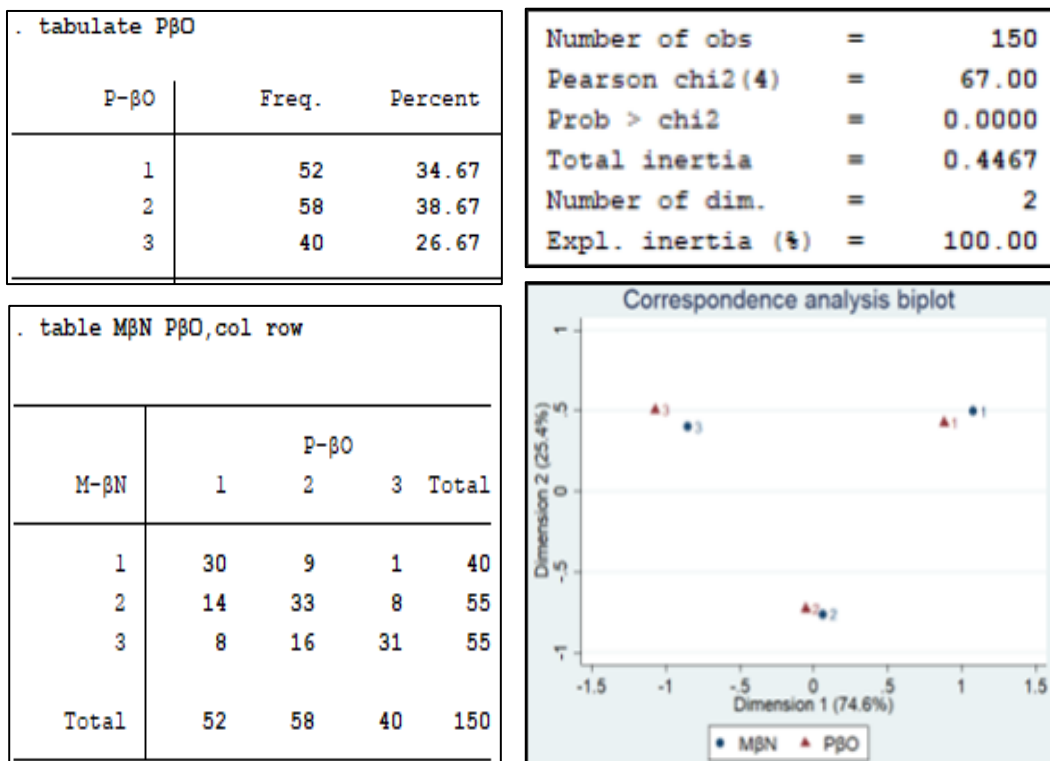 . tabulate PβO
P-βO Freq. Percent
1 52 34.67
2 58 38.67
3 40 26.67
Number of obs = 150
Pearson chi2(4) = 67.00
Prob > chi2 = 0.0000
Total inertia = 0.4467
Number of dim. = 2
Expl. inertia (%) = 100.00
. table MβN PβO,col row
P-βO
M-βN 1 2 3 Total
1 30 9 1 40
2 14 33 8 55
3 8 16 31 55
Total 52 58 40 150
Correspondence analysis biplot
Dimension 2 (25.4%)
1
.5
0
-.5
-1
3
3
1
1
2
2
-1.5 -1 -.5 0 .5 1 1.5
Dimension 1 (74.6%)
MβN PβO